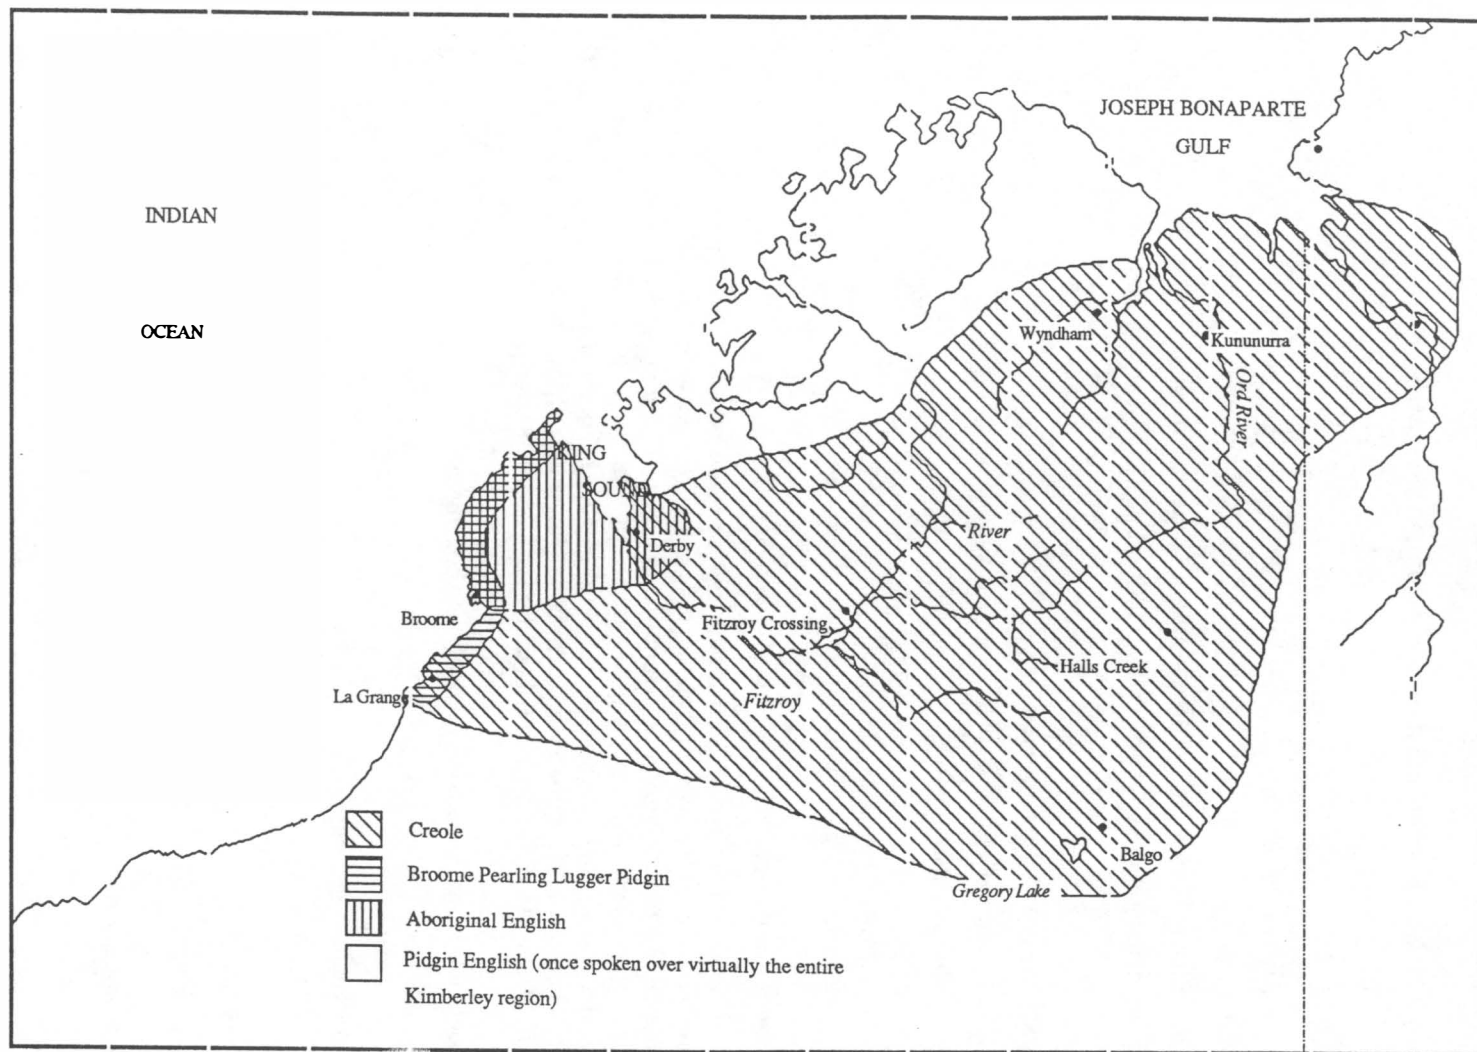 JOSEPH BONAPARTE
GULF
INDIAN
OCEAN
Wyndham
Kununurra
Ord River
KING
SOUND
River
Derby
Broome
Fitzroy Crossing
Halls Creek
La Grange
Fitzroy
Balgo
Gregory Lake
Creole
Broome Pearling Lugger Pidgin
Aboriginal English
Pidgin English (once spoken over virtually the entire
Kimberley region)